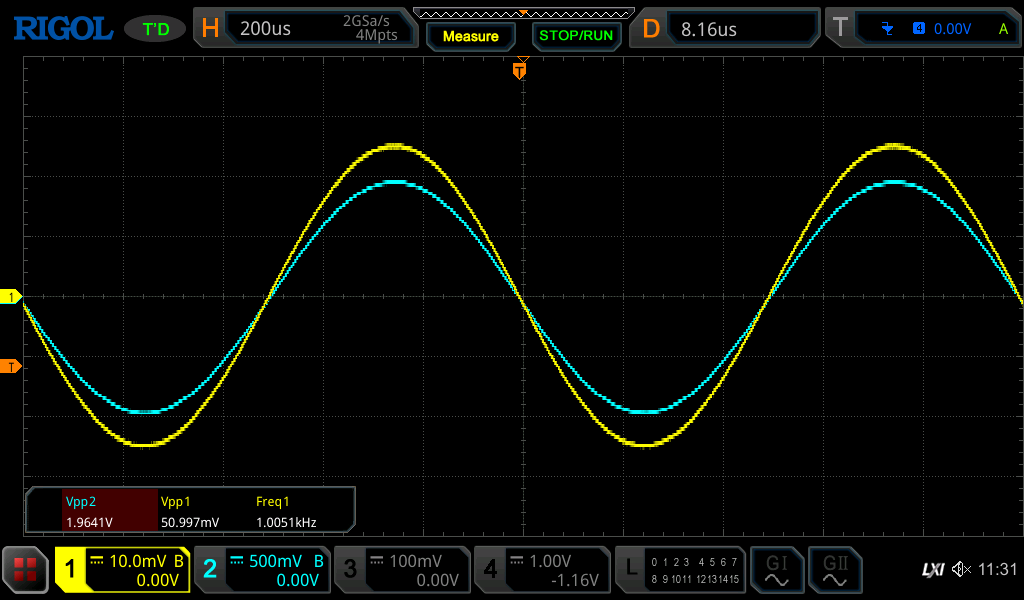 RIGOL T'D H 200us 2GSa/s 4Mpts Measure STOP/RUN D 8.16us T 4 0.00V A
T
1
T
Vpp2 Vpp1 Freq1
1.9641V 50.997mV 1.0051kHz
1 10.0mV B 2 500mV B 3 100mV 4 1.00V L 0 1 2 3 4 5 6 7 GI GII
0.00V 0.00V 0.00V -1.16V 8 9 10 11 12 13 14 15
LXI 11:31